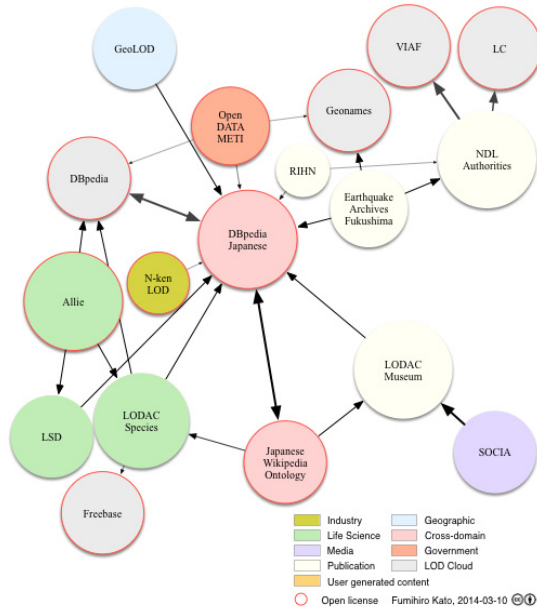 GeoLOD
VIAF
LC
Open
DATA
METI
Geonames
NDL
Authorities
RIHN
DBpedia
Earthquake
Archives
Fukushima
DBpedia
Japanese
N-ken
LOD
Allie
LODAC
Museum
LODAC
Species
LSD
Japanese
Wikipedia
Ontology
SOCIA
Freebase
Industry
Geographic
Life Science
Cross-domain
Media
Government
Publication
LOD Cloud
User generated content
Open license
Fumihiro Kato, 2014-03-10